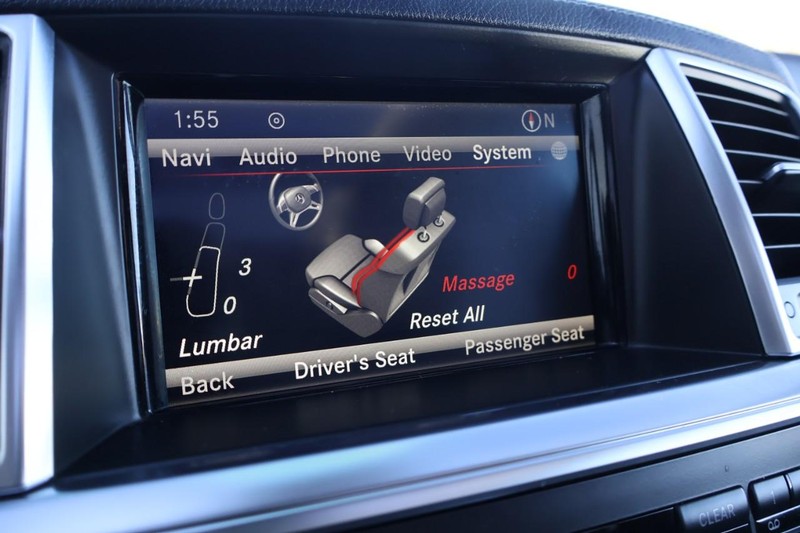 1:55 N
Navi Audio Phone Video System
3
0
Massage 0
Reset All
Lumbar
Back Driver's Seat Passenger Seat
CLEAR 1